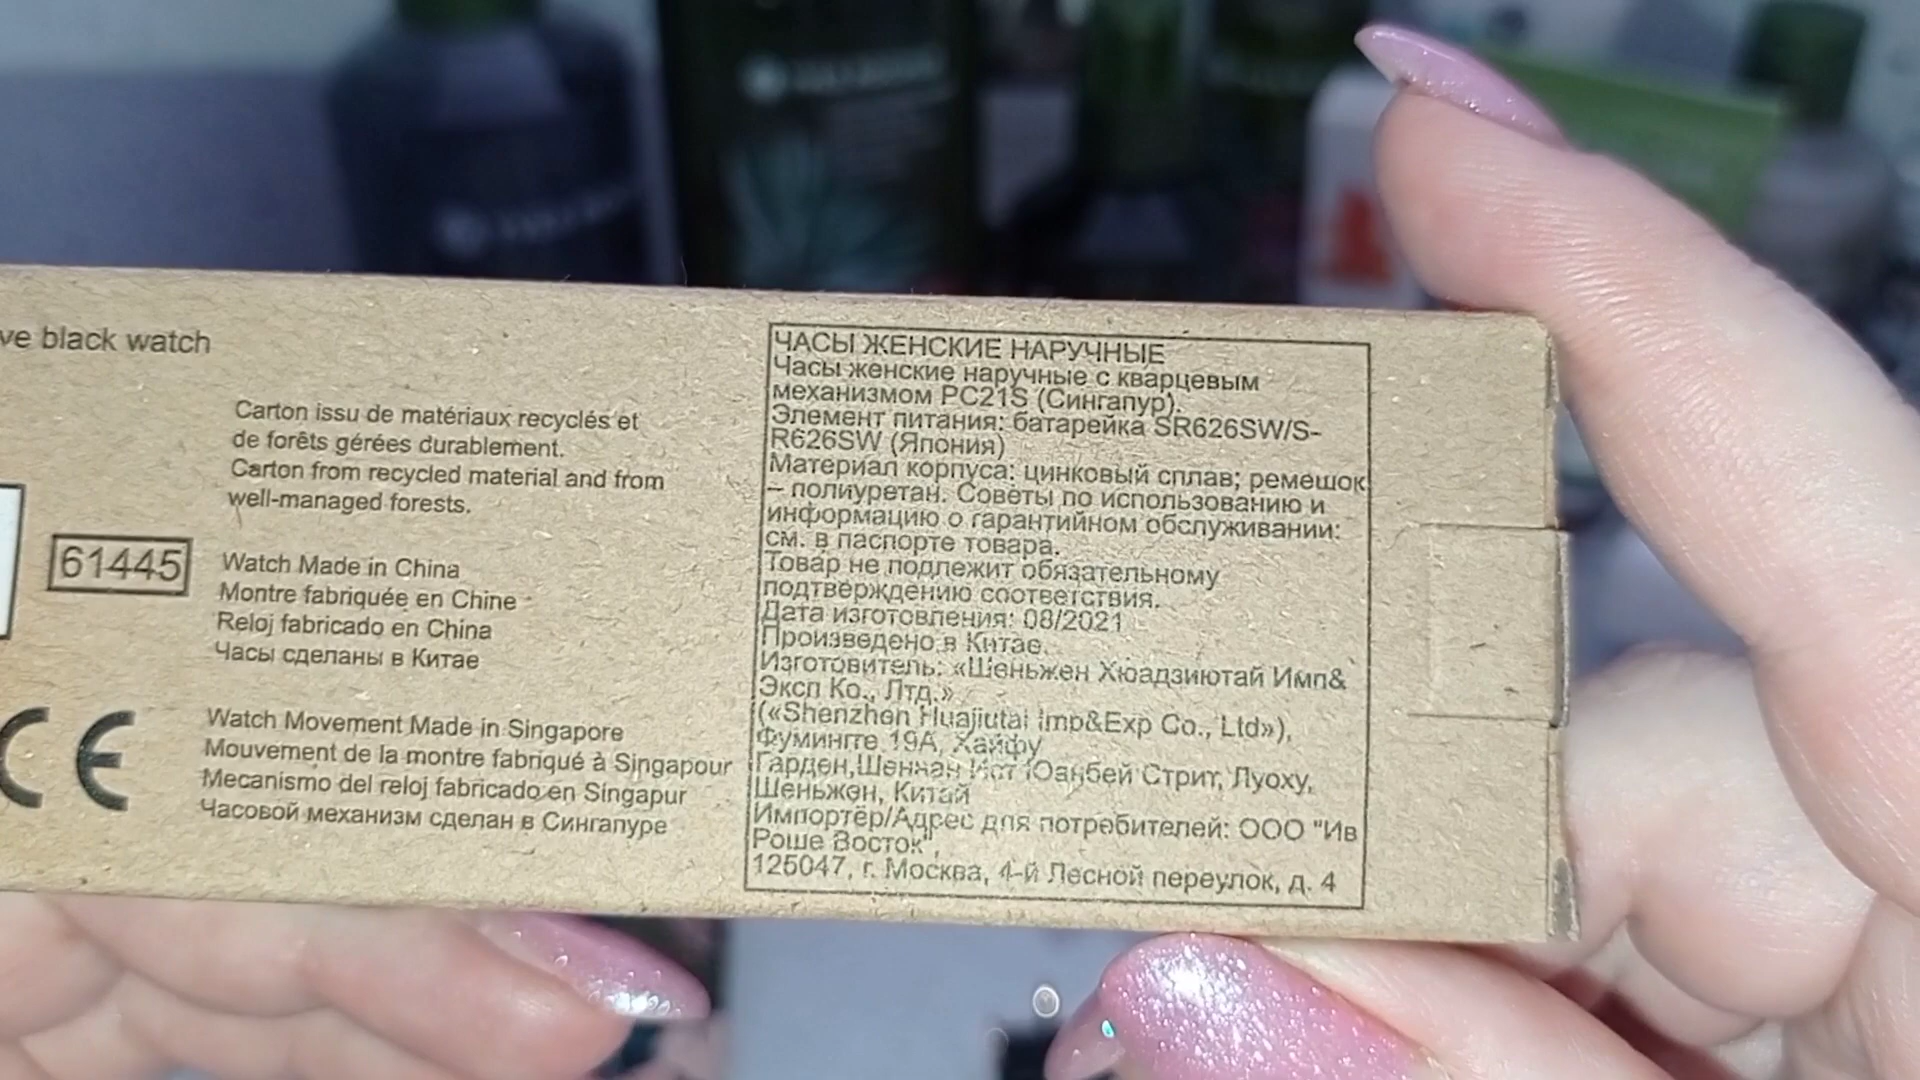 ve black watch
Carton issu de matériaux recyclés et
de forêts gérées durablement.
Carton from recycled material and from
well-managed forests.
61445
Watch Made in China
Montre fabriquée en Chine
Reloj fabricado en China
Часы сделаны в Китае
CE
Watch Movement Made in Singapore
Mouvement de la montre fabriqué à Singapour
Mecanismo del reloj fabricado en Singapur
Часовой механизм сделан в Сингапуре
ЧАСЫ ЖЕНСКИЕ НАРУЧНЫЕ
Часы женские наручные с кварцевым
механизмом PC21S (Сингапур).
Элемент питания: батарейка SR626SW/S-
R626SW (Япония)
Материал корпуса: цинковый сплав; ремешок
– полиуретан. Советы по использованию и
информацию о гарантийном обслуживании:
см. в паспорте товара.
Товар не подлежит обязательному
подтверждению соответствия.
Дата изготовления: 08/2021
Произведено в Китае.
Изготовитель: «Шеньжен Хюадзиютай Имп&
Эксп Ко., Лтд.»
(«Shenzhen Huajiutai Imp&Exp Co., Ltd»),
19А, Хайфу
Гарден, Ист Юанбей Стрит, Луоху,
Шеньжен, Китай
Импортёр/Адрес для потребителей: ООО "Ив
Роше Восток",
125047, г. Москва, 4-й Лесной переулок, д. 4